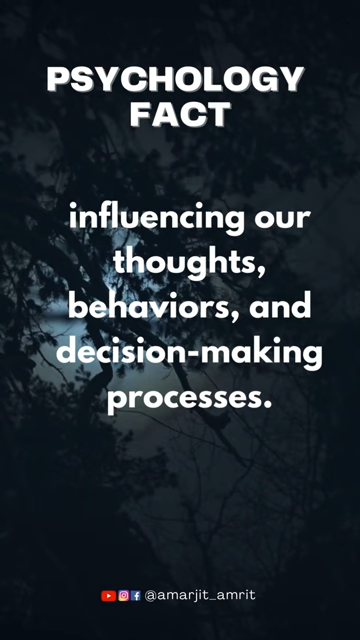 PSYCHOLOGY
FACT
influencing our
thoughts,
behaviors, and
decision-making
processes.
@amarjit_amrit